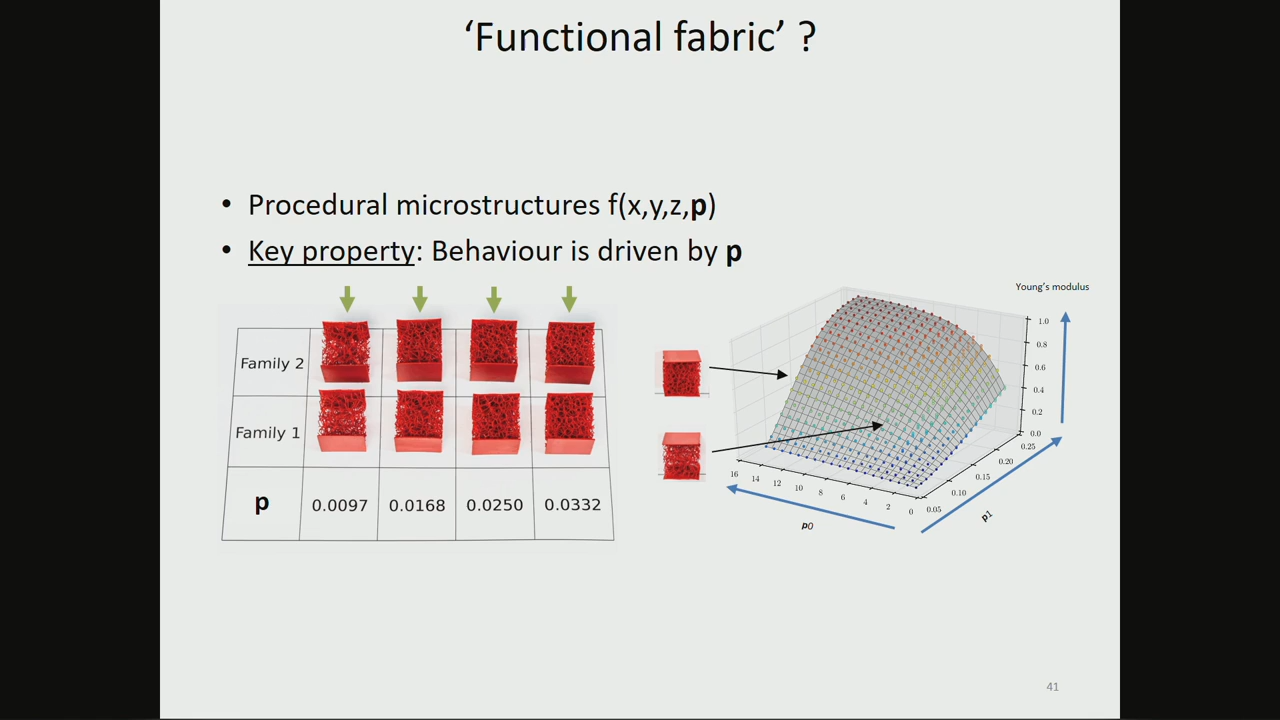 ‘Functional fabric’ ?
• Procedural microstructures f(x,y,z,p)
• Key property: Behaviour is driven by p
Family 2
Family 1
p 0.0097 0.0168 0.0250 0.0332
Young's modulus
1.0
0.8
0.6
0.4
0.2
0.0
16 14 12 10 8 6 4 2 0
0.05 0.10 0.15 0.20 0.25
p0
p1
41